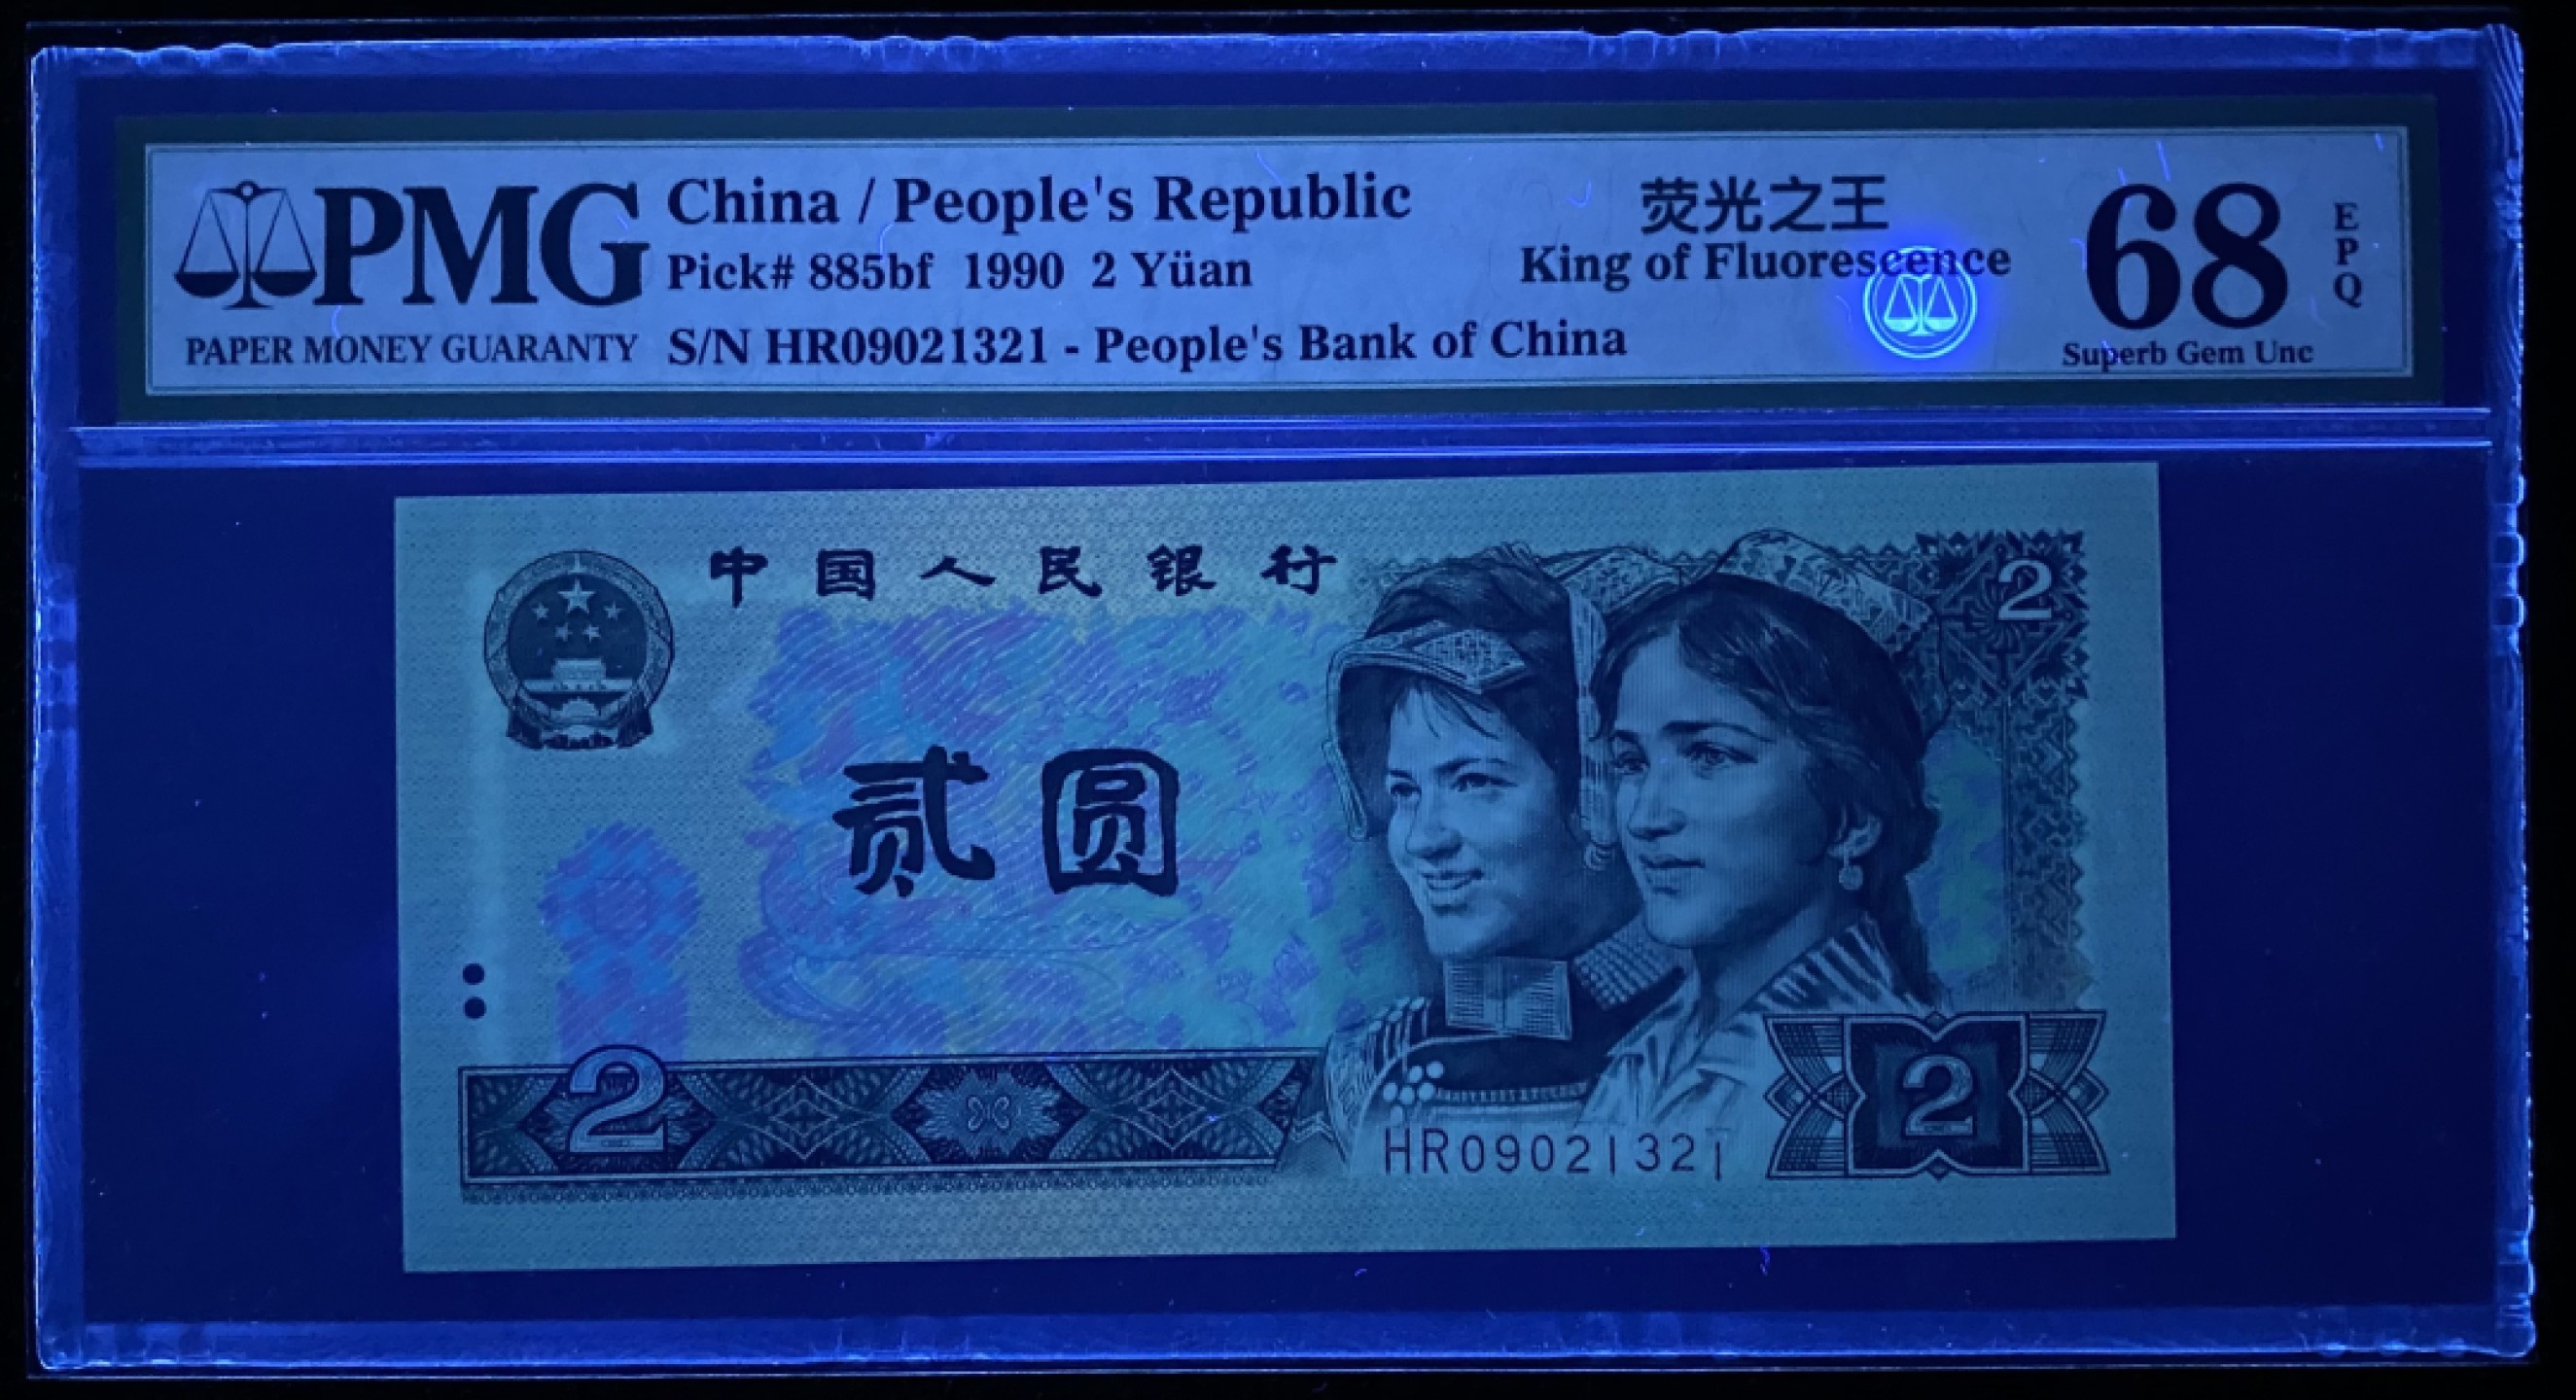 PMG
PAPER MONEY GUARANTY
China / People's Republic
Pick# 885bf 1990 2 Yüan
S/N HR09021321 - People's Bank of China
荧光之王
King of Fluorescence
68
EPQ
Superb Gem Unc
中国人民银行
2
贰圆
2
2
HR09021321